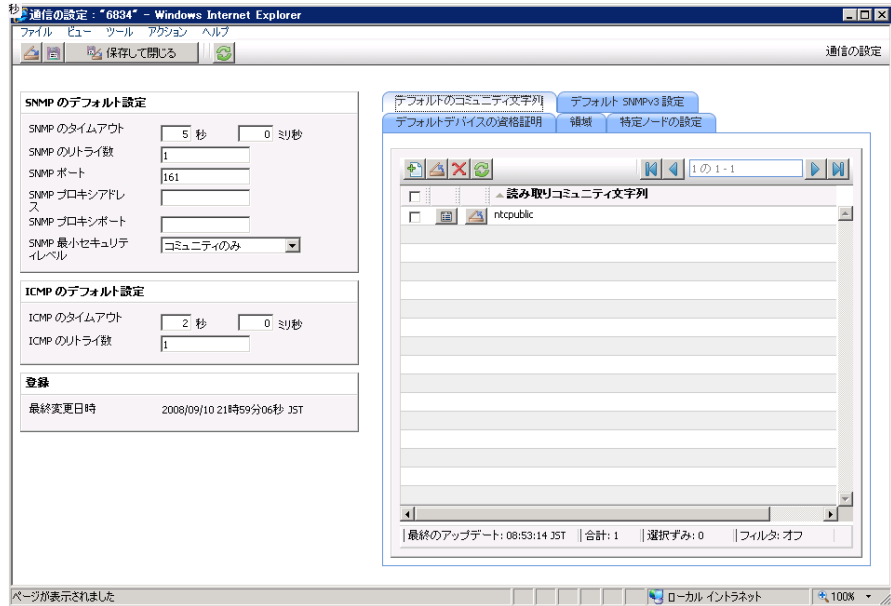 秒
通信の設定："6834" - Windows Internet Explorer
ファイル ビュー ツール アクション ヘルプ
保存して閉じる
通信の設定
SNMP のデフォルト設定
SNMP のタイムアウト 5 秒 0 ミリ秒
SNMP のリトライ数 1
SNMP ポート 161
SNMP プロキシアドレ
ス
SNMP プロキシポート
SNMP 最小セキュリテ
ィレベル コミュニティのみ
ICMP のデフォルト設定
ICMP のタイムアウト 2 秒 0 ミリ秒
ICMP のリトライ数 1
登録
最終変更日時 2008/09/10 21時59分06秒 JST
デフォルトのコミュニティ文字列 デフォルト SNMPv3 設定
デフォルトデバイスの資格証明 領域 特定ノードの設定
1 の 1 - 1
読み取りコミュニティ文字列
ntcpublic
最終のアップデート: 08:53:14 JST 合計: 1 選択ずみ: 0 フィルタ: オフ
ページが表示されました
ローカル イントラネット 100%